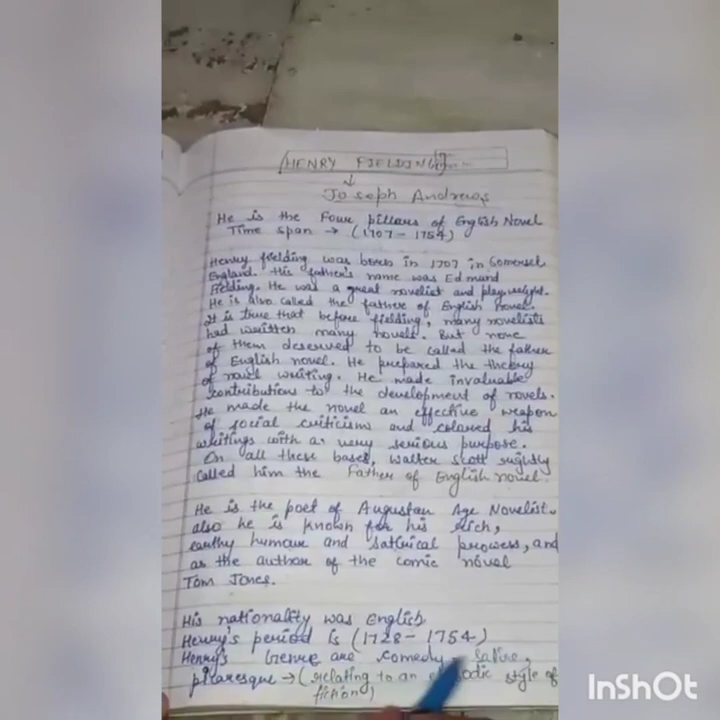 HENRY FIELDING
↓
Joseph Andrews
He is the Four pillars of English Novel
Time span → (1707 - 1754)
Henry fielding was born in 1707 in Somerset
England. His father's name was Edmund
Fielding. He was a great novelist and playwright.
He is also called the father of English Novel.
It is true that before fielding, many novelists
had written many novels. But none
of them deserved to be called the father
of English novel. He prepared the theory
of novel writing. He made invaluable
contributions to the development of novels.
He made the novel an effective weapon
of social criticism and colored his
writings with a very serious purpose.
On all these bases, Walter Scott rightly
called him the Father of English novel.
He is the poet of Augustan Age Novelist.
also he is known for his rich,
earthy humour and satirical prowess, and
as the author of the comic novel
Tom Jones.
His nationality was English
Henry's period is (1728 - 1754)
Henry's Genre are comedy, Satire,
picaresque → (relating to an style of
fiction)
InShOt